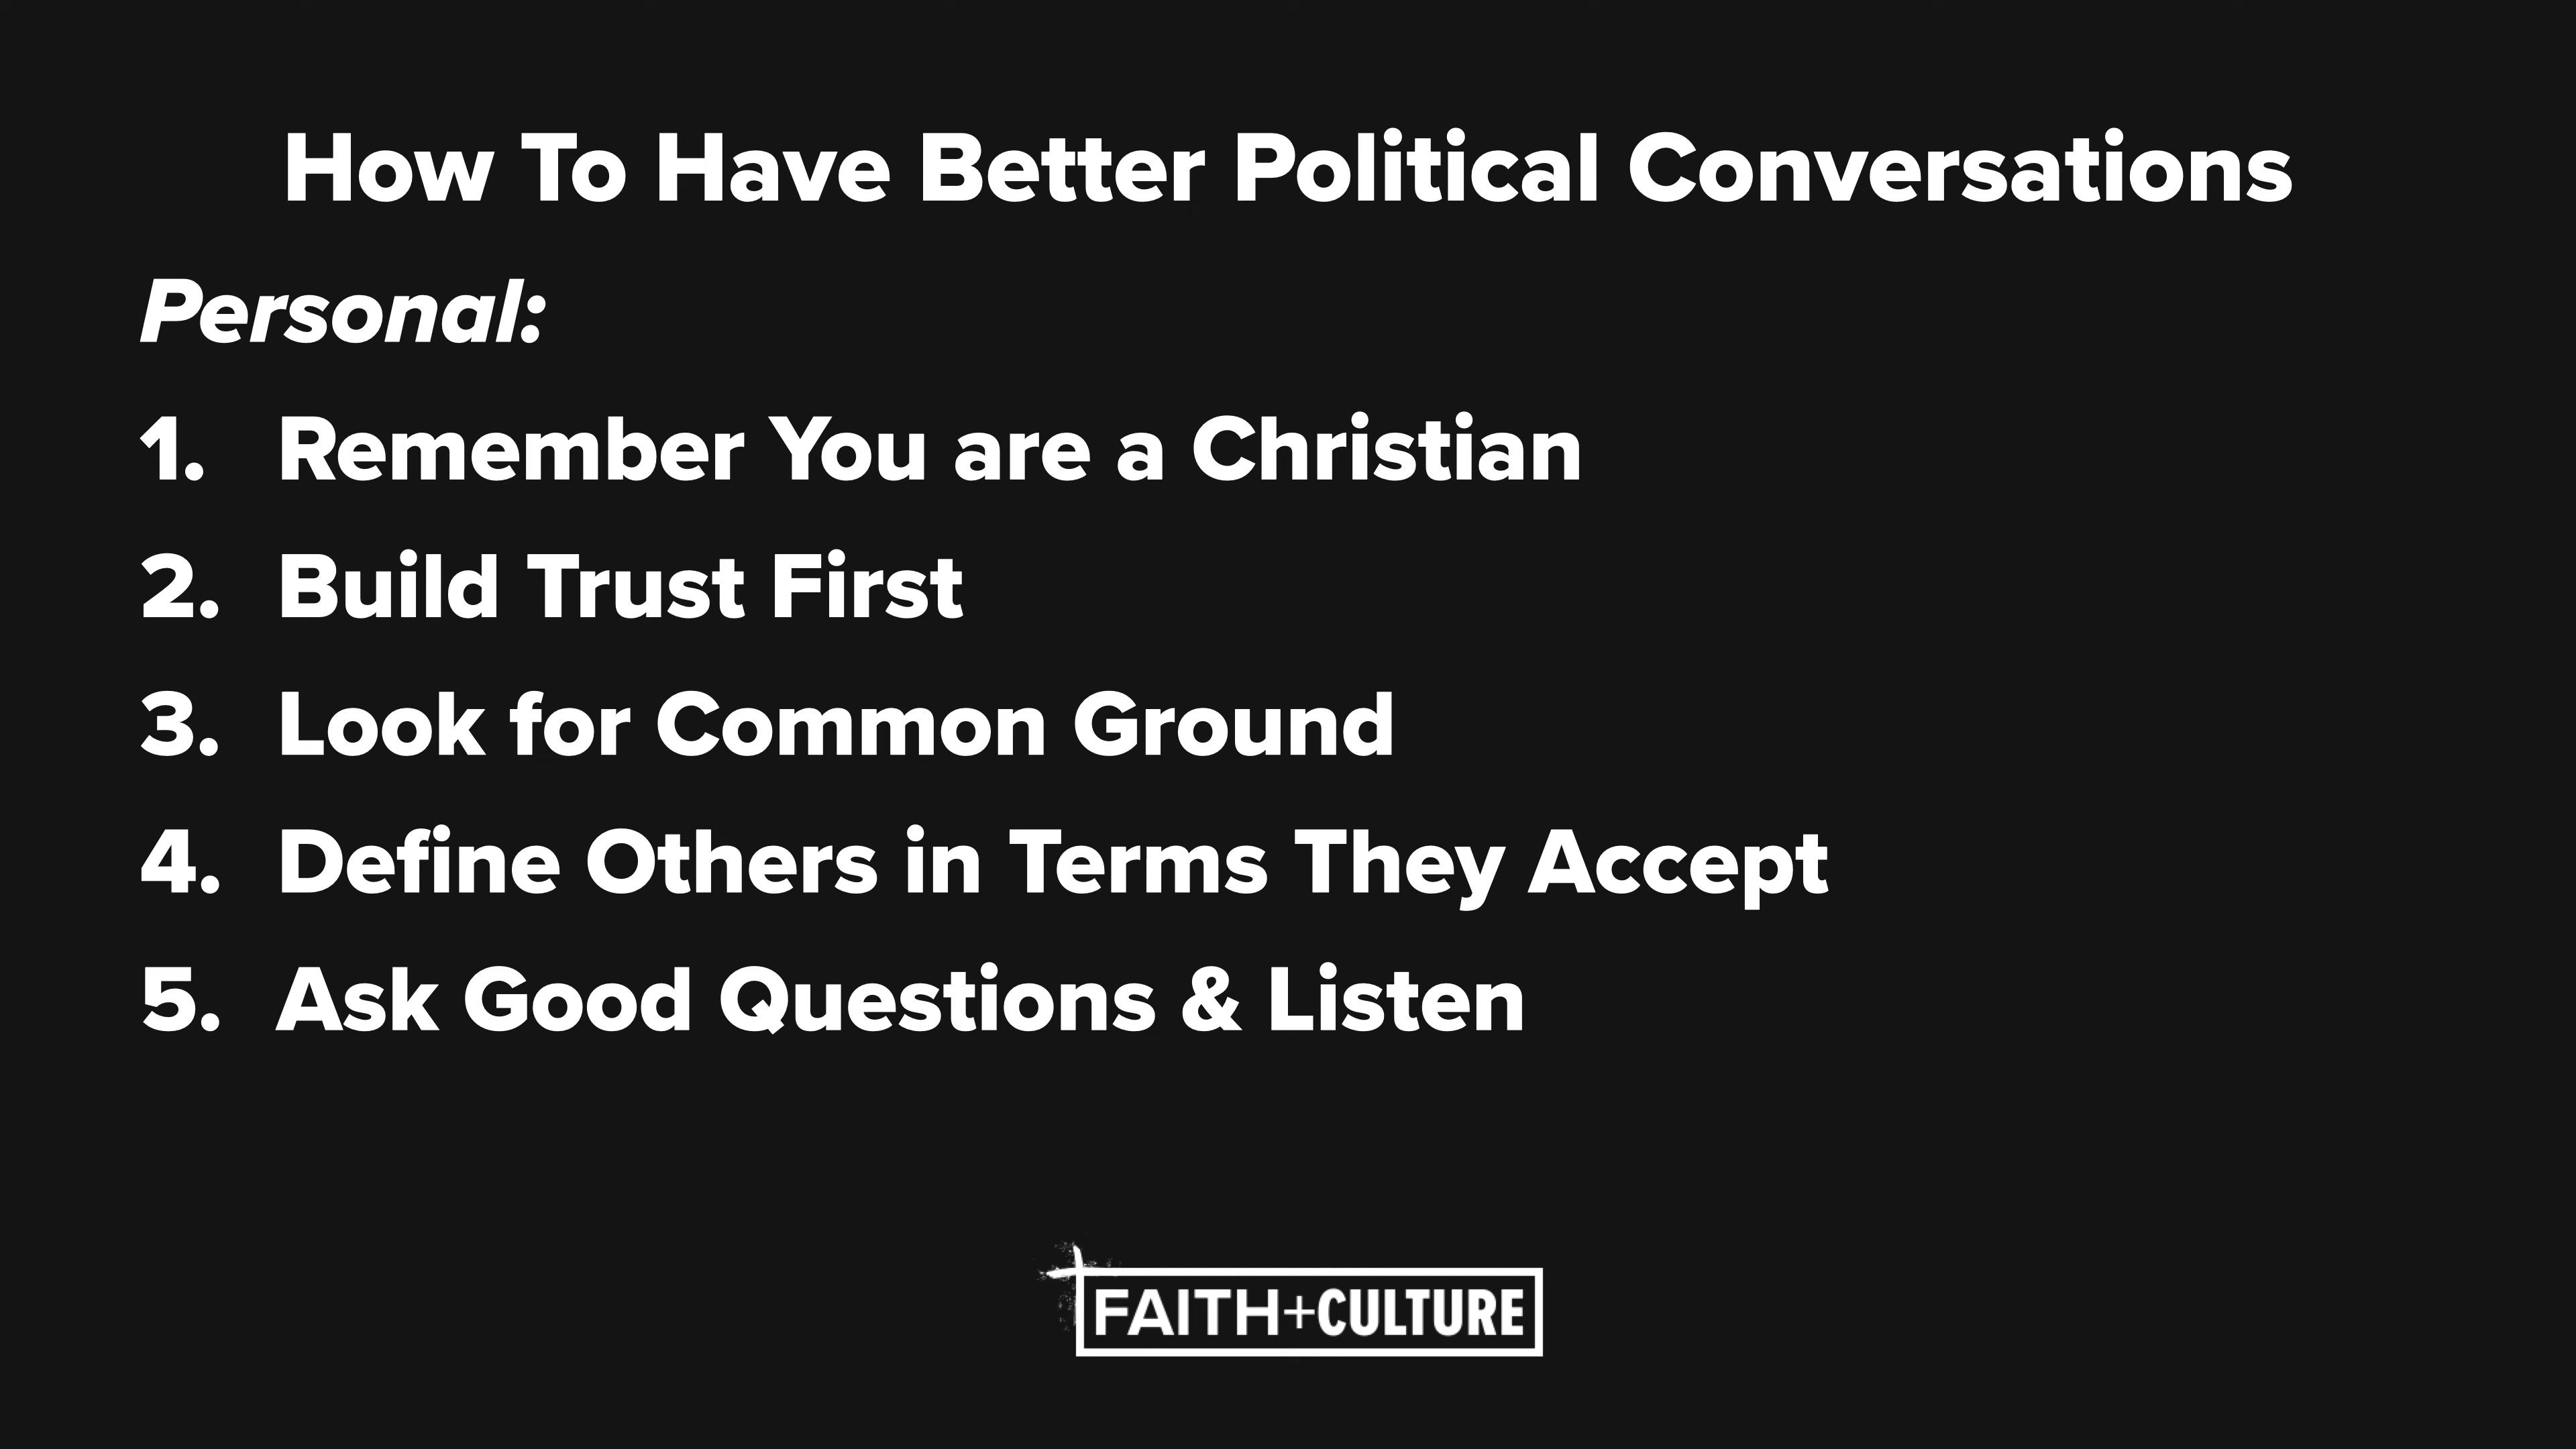 How To Have Better Political Conversations
Personal:
1. Remember You are a Christian
2. Build Trust First
3. Look for Common Ground
4. Define Others in Terms They Accept
5. Ask Good Questions & Listen
FAITH+CULTURE